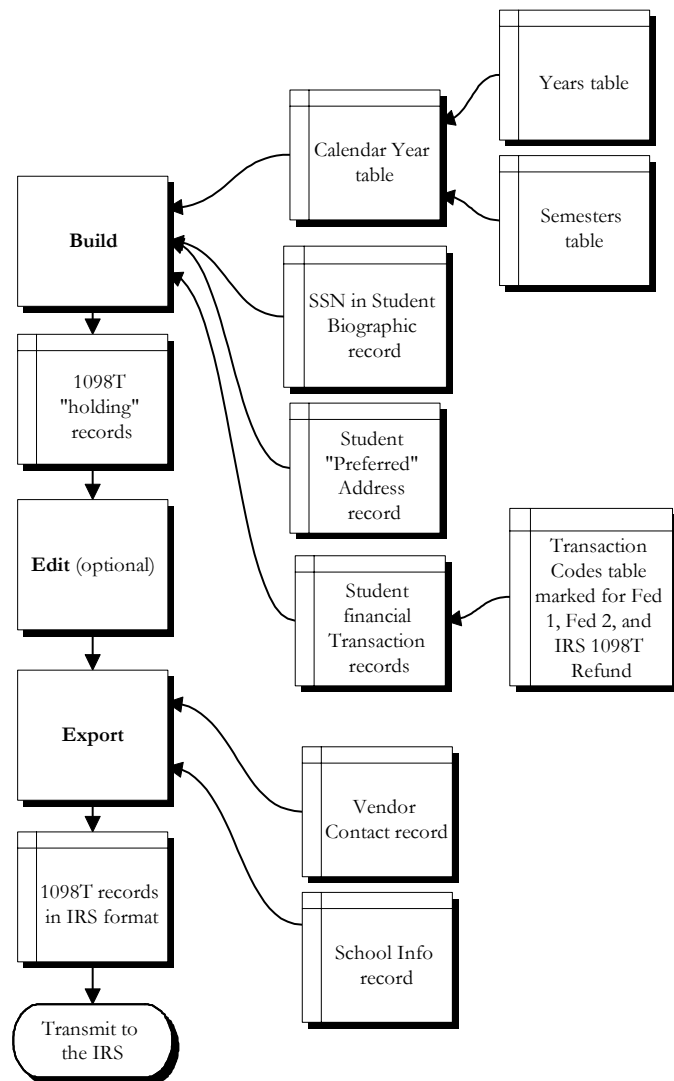 Years table
Calendar Year
table
Semesters
table
Build
SSN in Student
Biographic
record
1098T
"holding"
records
Student
"Preferred"
Address
record
Edit (optional)
Student
financial
Transaction
records
Transaction
Codes table
marked for Fed
1, Fed 2, and
IRS 1098T
Refund
Export
Vendor
Contact record
1098T records
in IRS format
School Info
record
Transmit to
the IRS